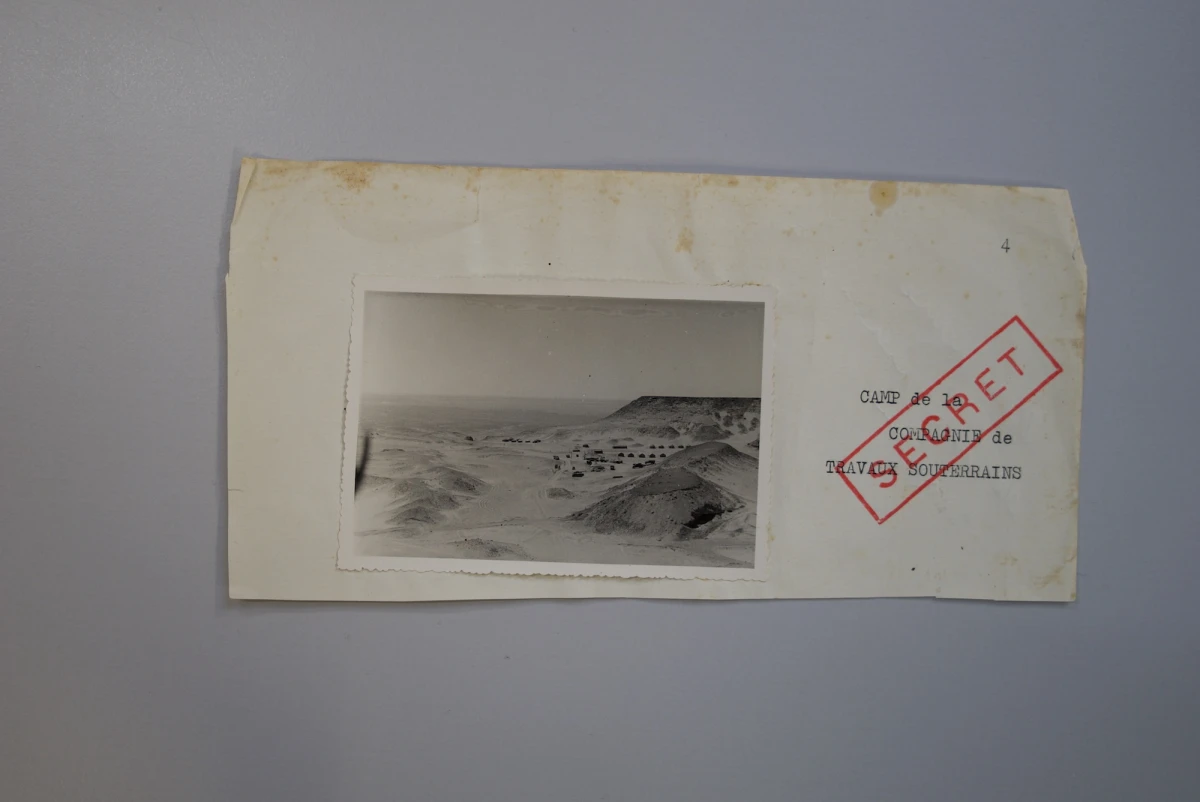 4
CAMP de la
COMPAGNIE de
TRAVAUX SOUTERRAINS
SECRET